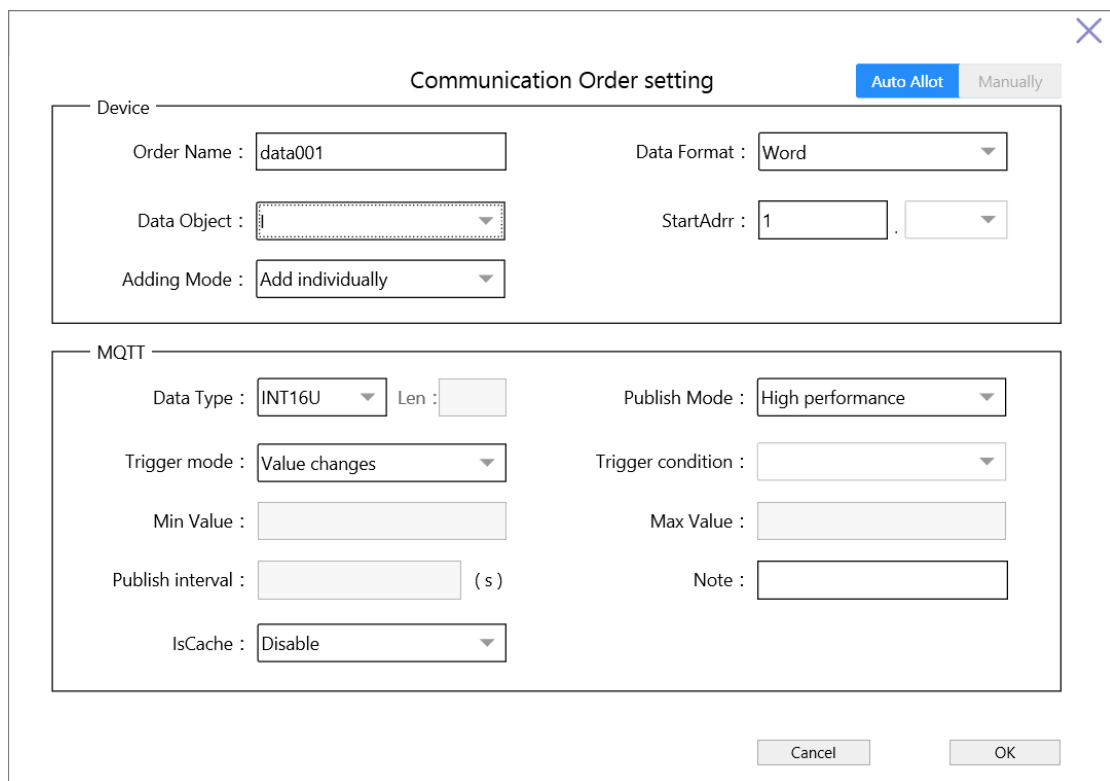 Communication Order setting
Auto Allot Manually
Device
Order Name : data001 Data Format : Word
Data Object : I StartAdrr : 1 .
Adding Mode : Add individually
MQTT
Data Type : INT16U Len : Publish Mode : High performance
Trigger mode : Value changes Trigger condition :
Min Value : Max Value :
Publish interval : ( s ) Note :
IsCache : Disable
Cancel OK